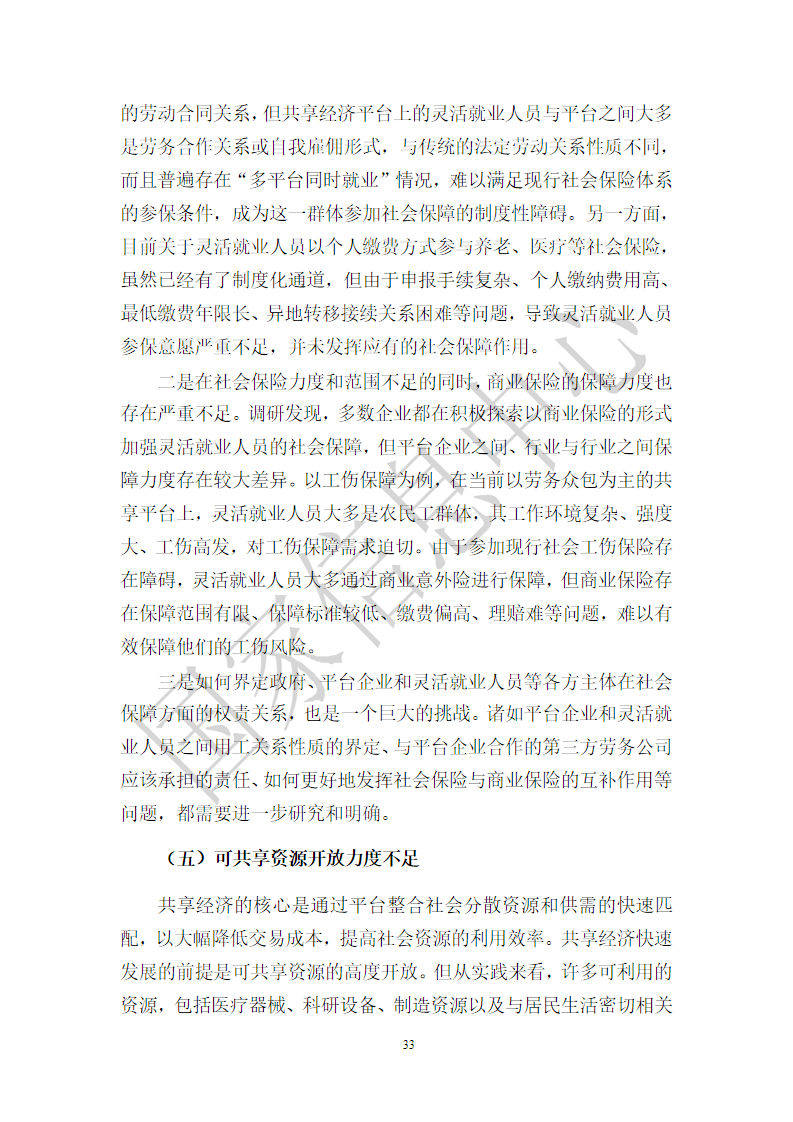 的劳动合同关系，但共享经济平台上的灵活就业人员与平台之间大多
是劳务合作关系或自我雇佣形式，与传统的法定劳动关系性质不同，
而且普遍存在“多平台同时就业”情况，难以满足现行社会保险体系
的参保条件，成为这一群体参加社会保障的制度性障碍。另一方面，
目前关于灵活就业人员以个人缴费方式参与养老、医疗等社会保险，
虽然已经有了制度化通道，但由于申报手续复杂、个人缴纳费用高、
最低缴费年限长、异地转移接续关系困难等问题，导致灵活就业人员
参保意愿严重不足，并未发挥应有的社会保障作用。
二是在社会保险力度和范围不足的同时，商业保险的保障力度也
存在严重不足。调研发现，多数企业都在积极探索以商业保险的形式
加强灵活就业人员的社会保障，但平台企业之间、行业与行业之间保
障力度存在较大差异。以工伤保障为例，在当前以劳务众包为主的共
享平台上，灵活就业人员大多是农民工群体，其工作环境复杂、强度
大、工伤高发，对工伤保障需求迫切。由于参加现行社会工伤保险存
在障碍，灵活就业人员大多通过商业意外险进行保障，但商业保险存
在保障范围有限、保障标准较低、缴费偏高、理赔难等问题，难以有
效保障他们的工伤风险。
三是如何界定政府、平台企业和灵活就业人员等各方主体在社会
保障方面的权责关系，也是一个巨大的挑战。诸如平台企业和灵活就
业人员之间用工关系性质的界定、与平台企业合作的第三方劳务公司
应该承担的责任、如何更好地发挥社会保险与商业保险的互补作用等
问题，都需要进一步研究和明确。
（五）可共享资源开放力度不足
共享经济的核心是通过平台整合社会分散资源和供需的快速匹
配，以大幅降低交易成本，提高社会资源的利用效率。共享经济快速
发展的前提是可共享资源的高度开放。但从实践来看，许多可利用的
资源，包括医疗器械、科研设备、制造资源以及与居民生活密切相关
33
国家信息中心